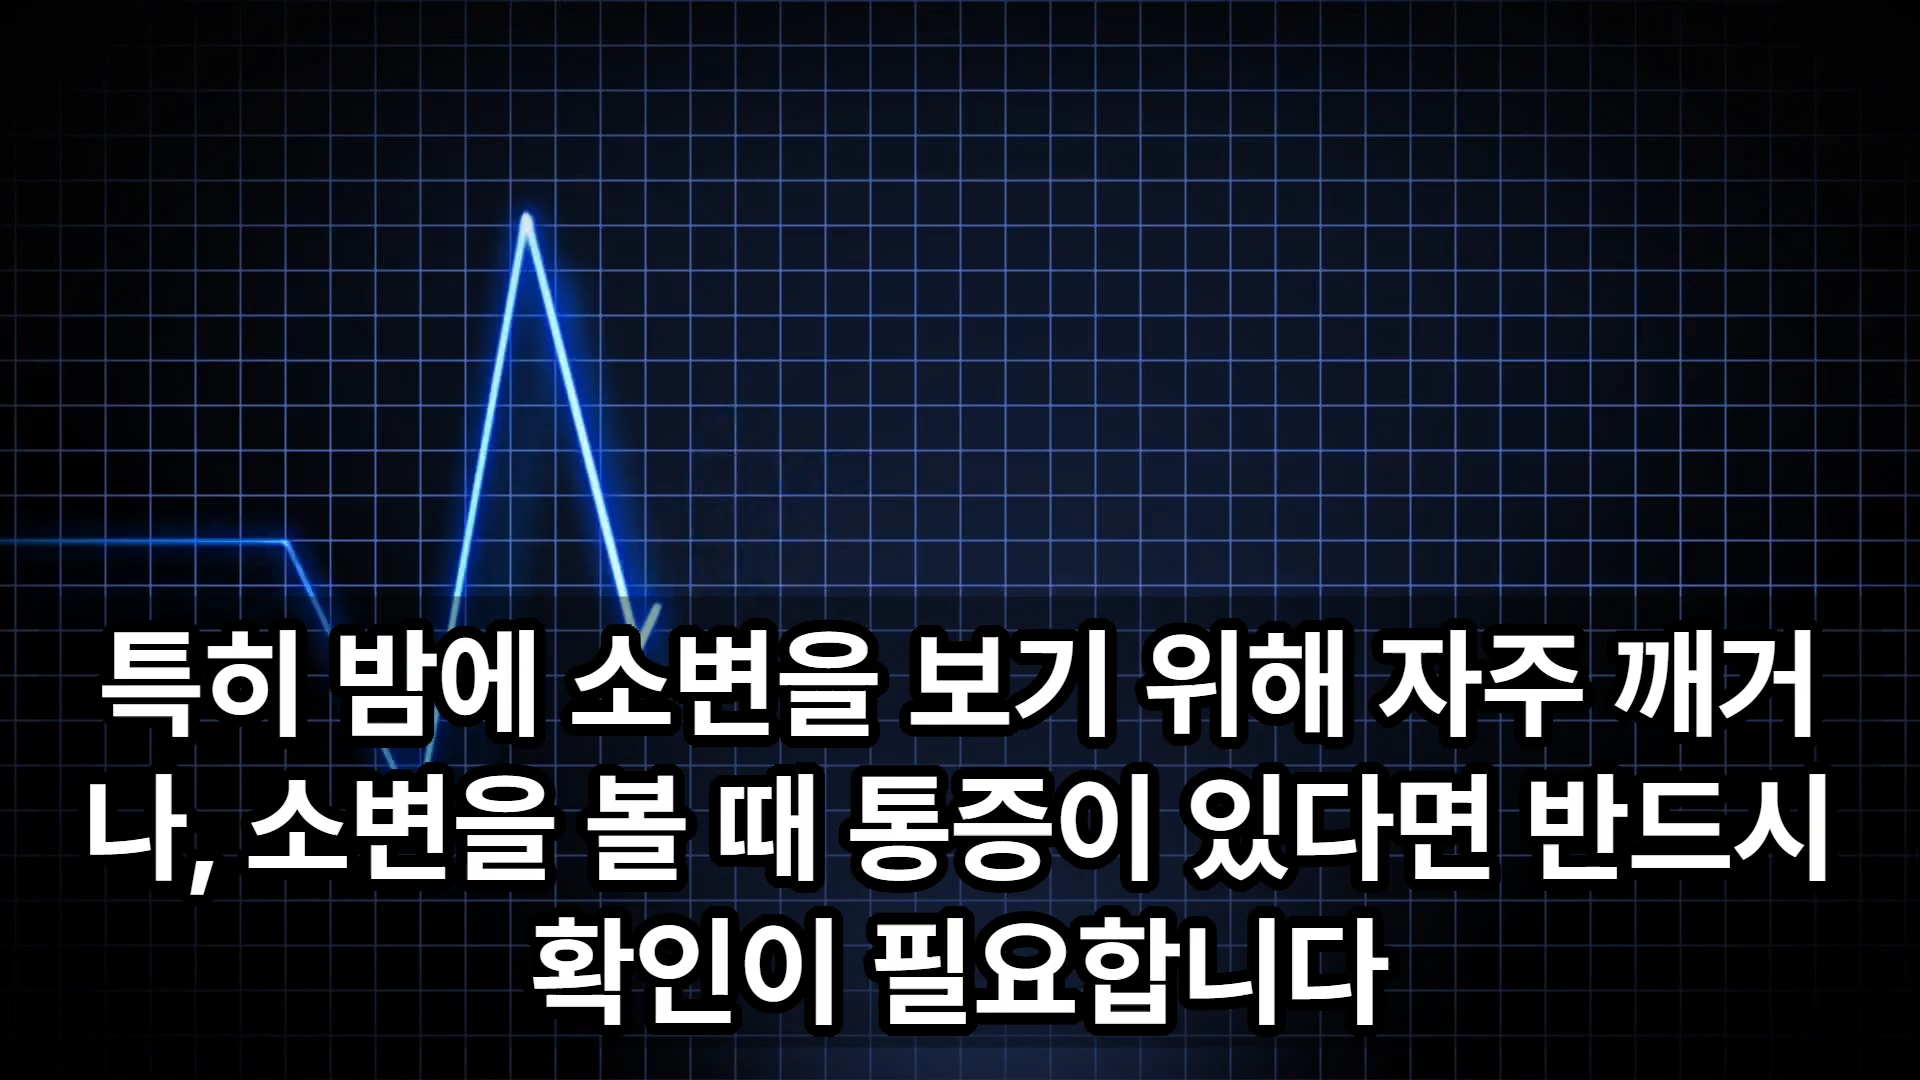 특히 밤에 소변을 보기 위해 자주 깨거
나, 소변을 볼 때 통증이 있다면 반드시
확인이 필요합니다